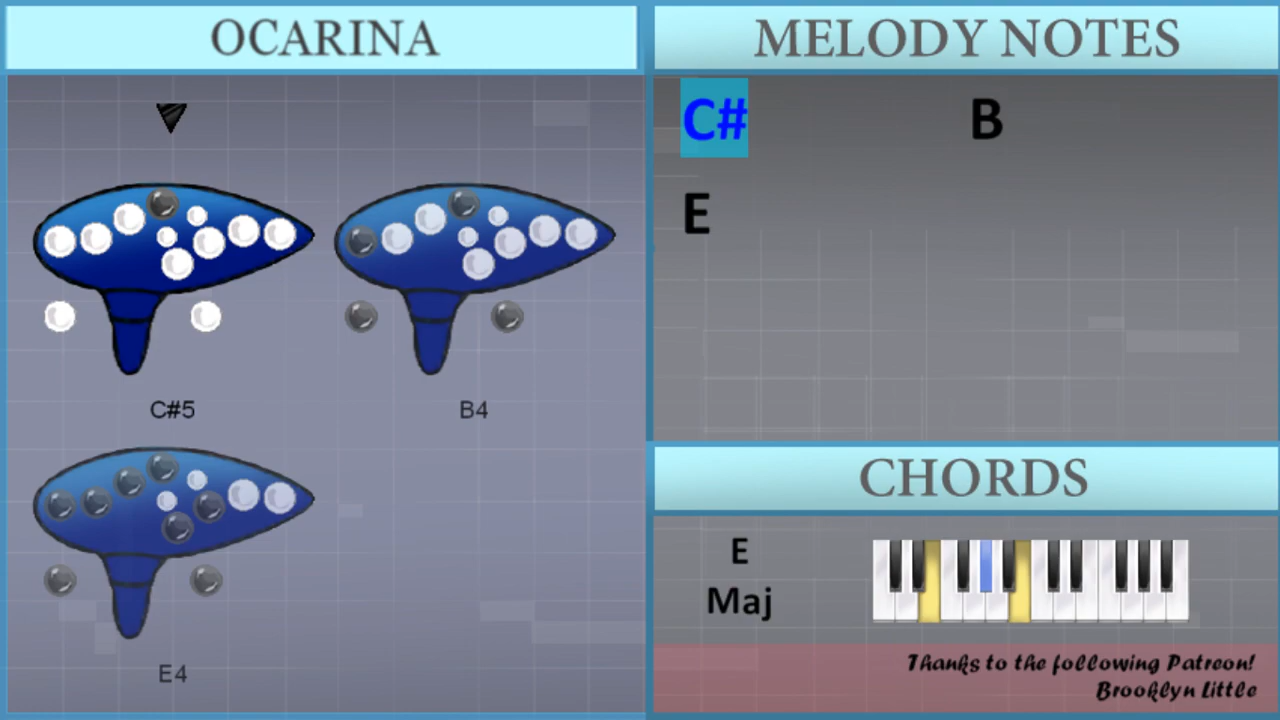 OCARINA
C#5
B4
E4
MELODY NOTES
C# B
E
CHORDS
E
Maj
Thanks to the following Patreon!
Brooklyn Little